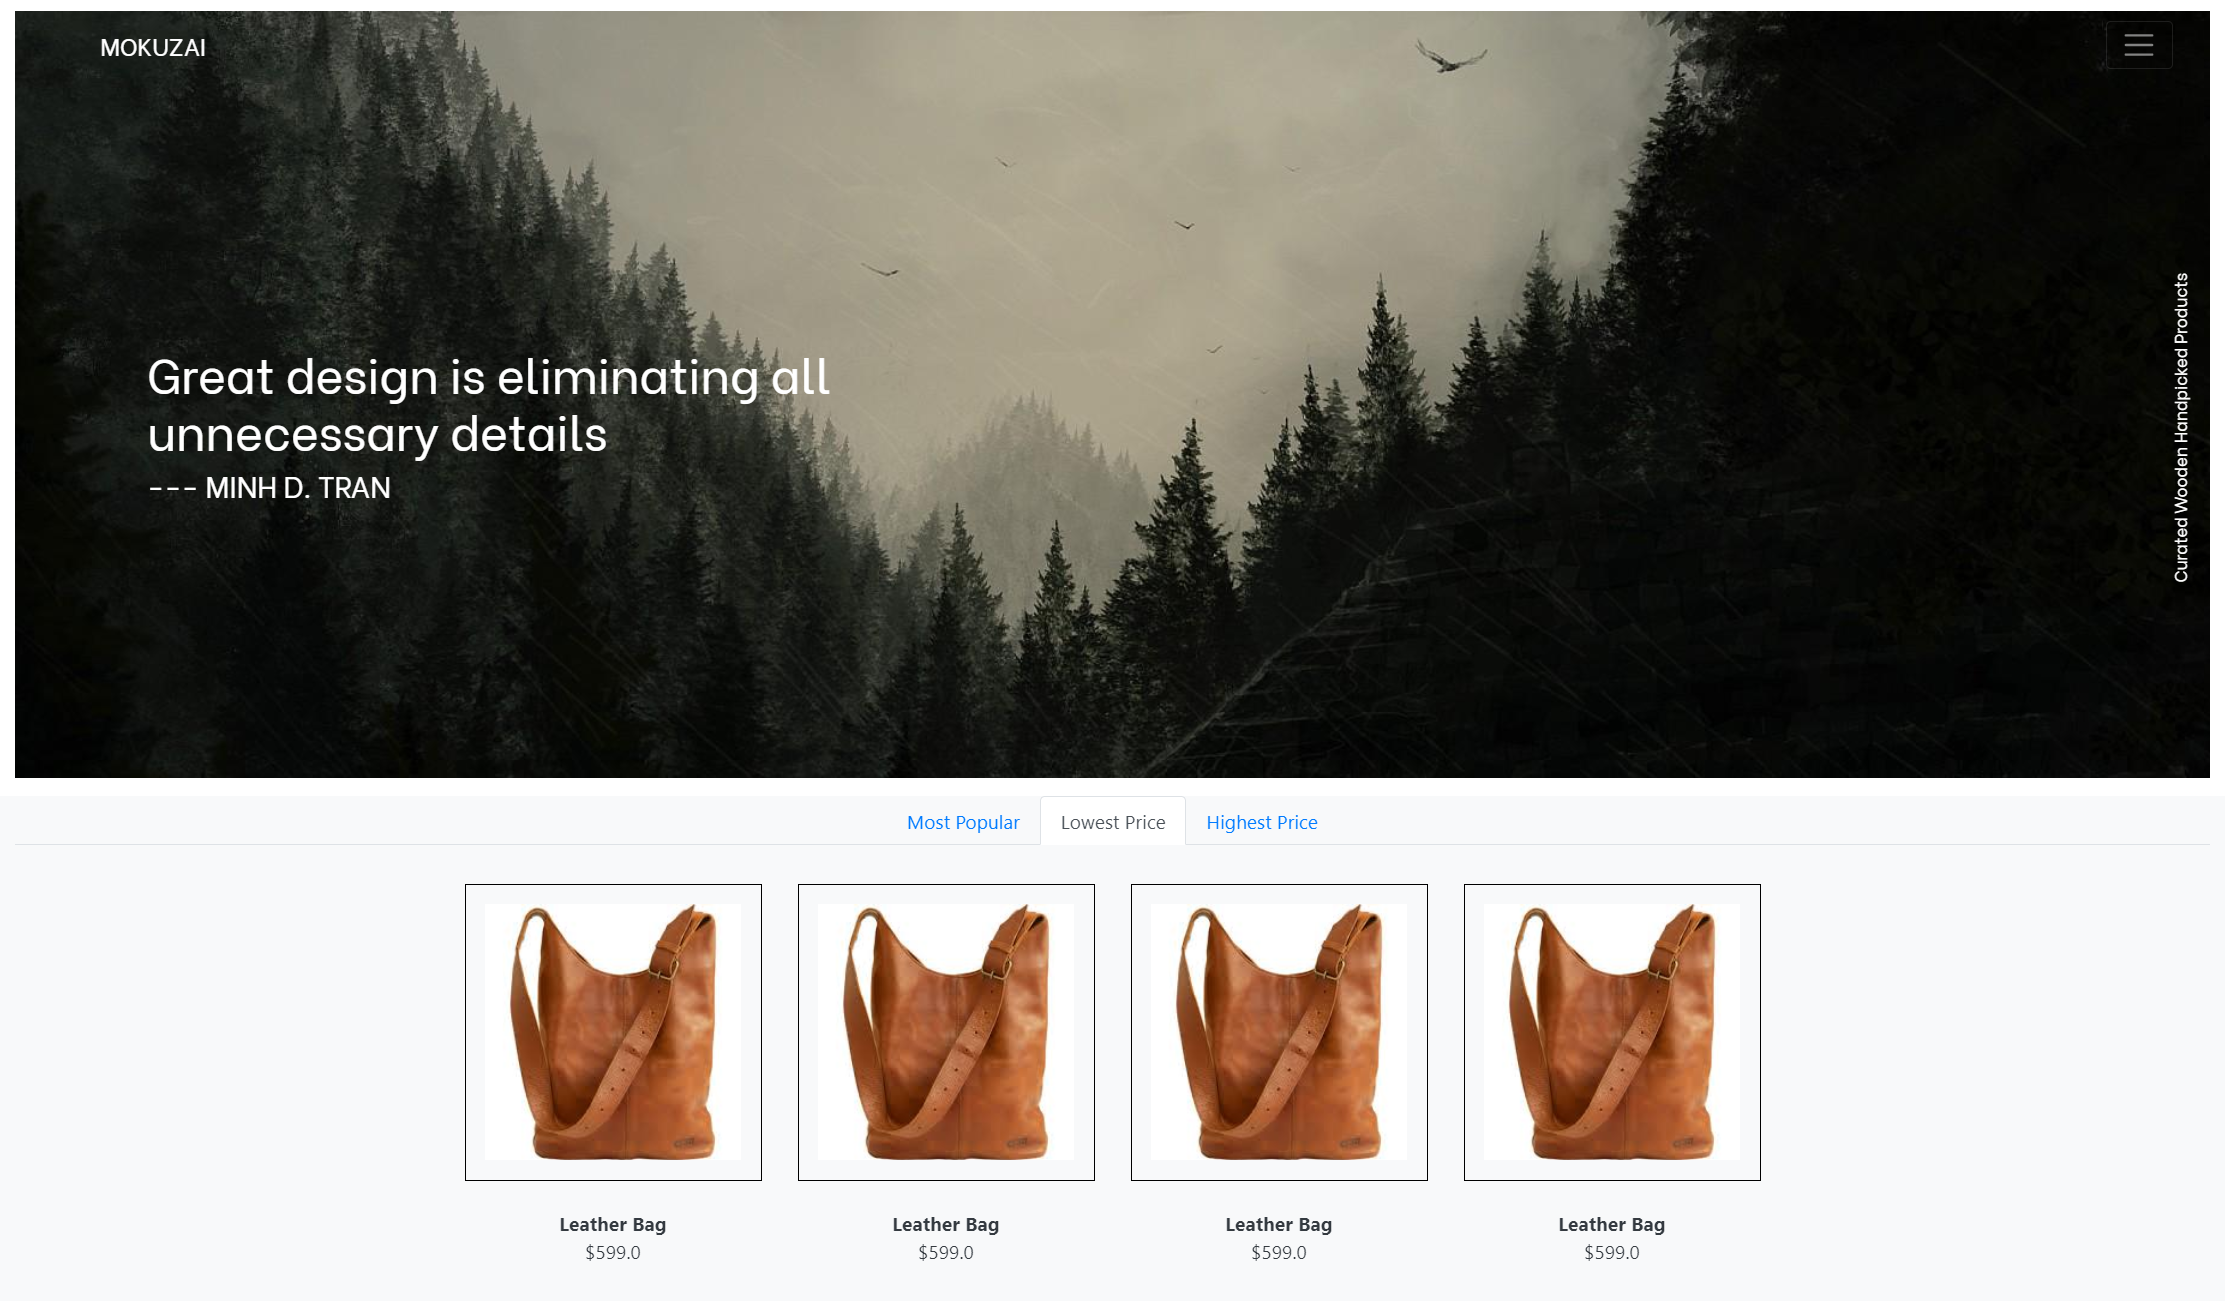 MOKUZAI
Great design is eliminating all
unnecessary details
--- MINH D. TRAN
Curated Wooden Handpicked Products
Most Popular
Lowest Price
Highest Price
Leather Bag
$599.0
Leather Bag
$599.0
Leather Bag
$599.0
Leather Bag
$599.0